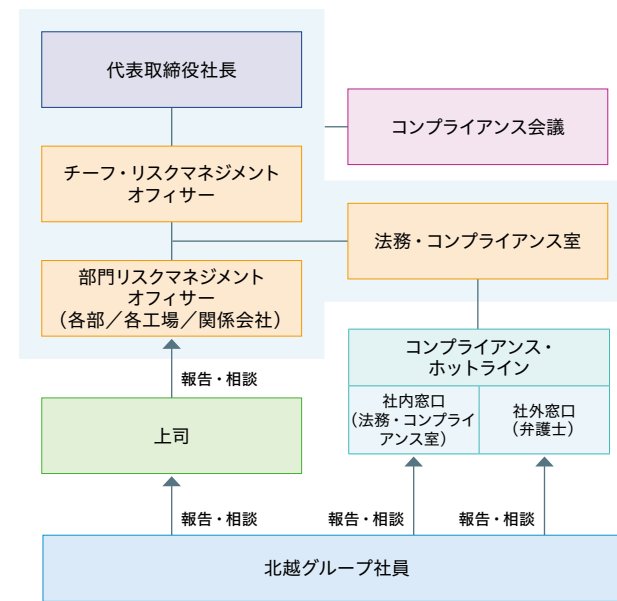 代表取締役社長
コンプライアンス会議
チーフ・リスクマネジメント
オフィサー
法務・コンプライアンス室
部門リスクマネジメント
オフィサー
(各部／各工場／関係会社)
コンプライアンス・
ホットライン
社内窓口
(法務・コンプライ
アンス室)
社外窓口
(弁護士)
報告・相談
上司
報告・相談
報告・相談
報告・相談
北越グループ社員